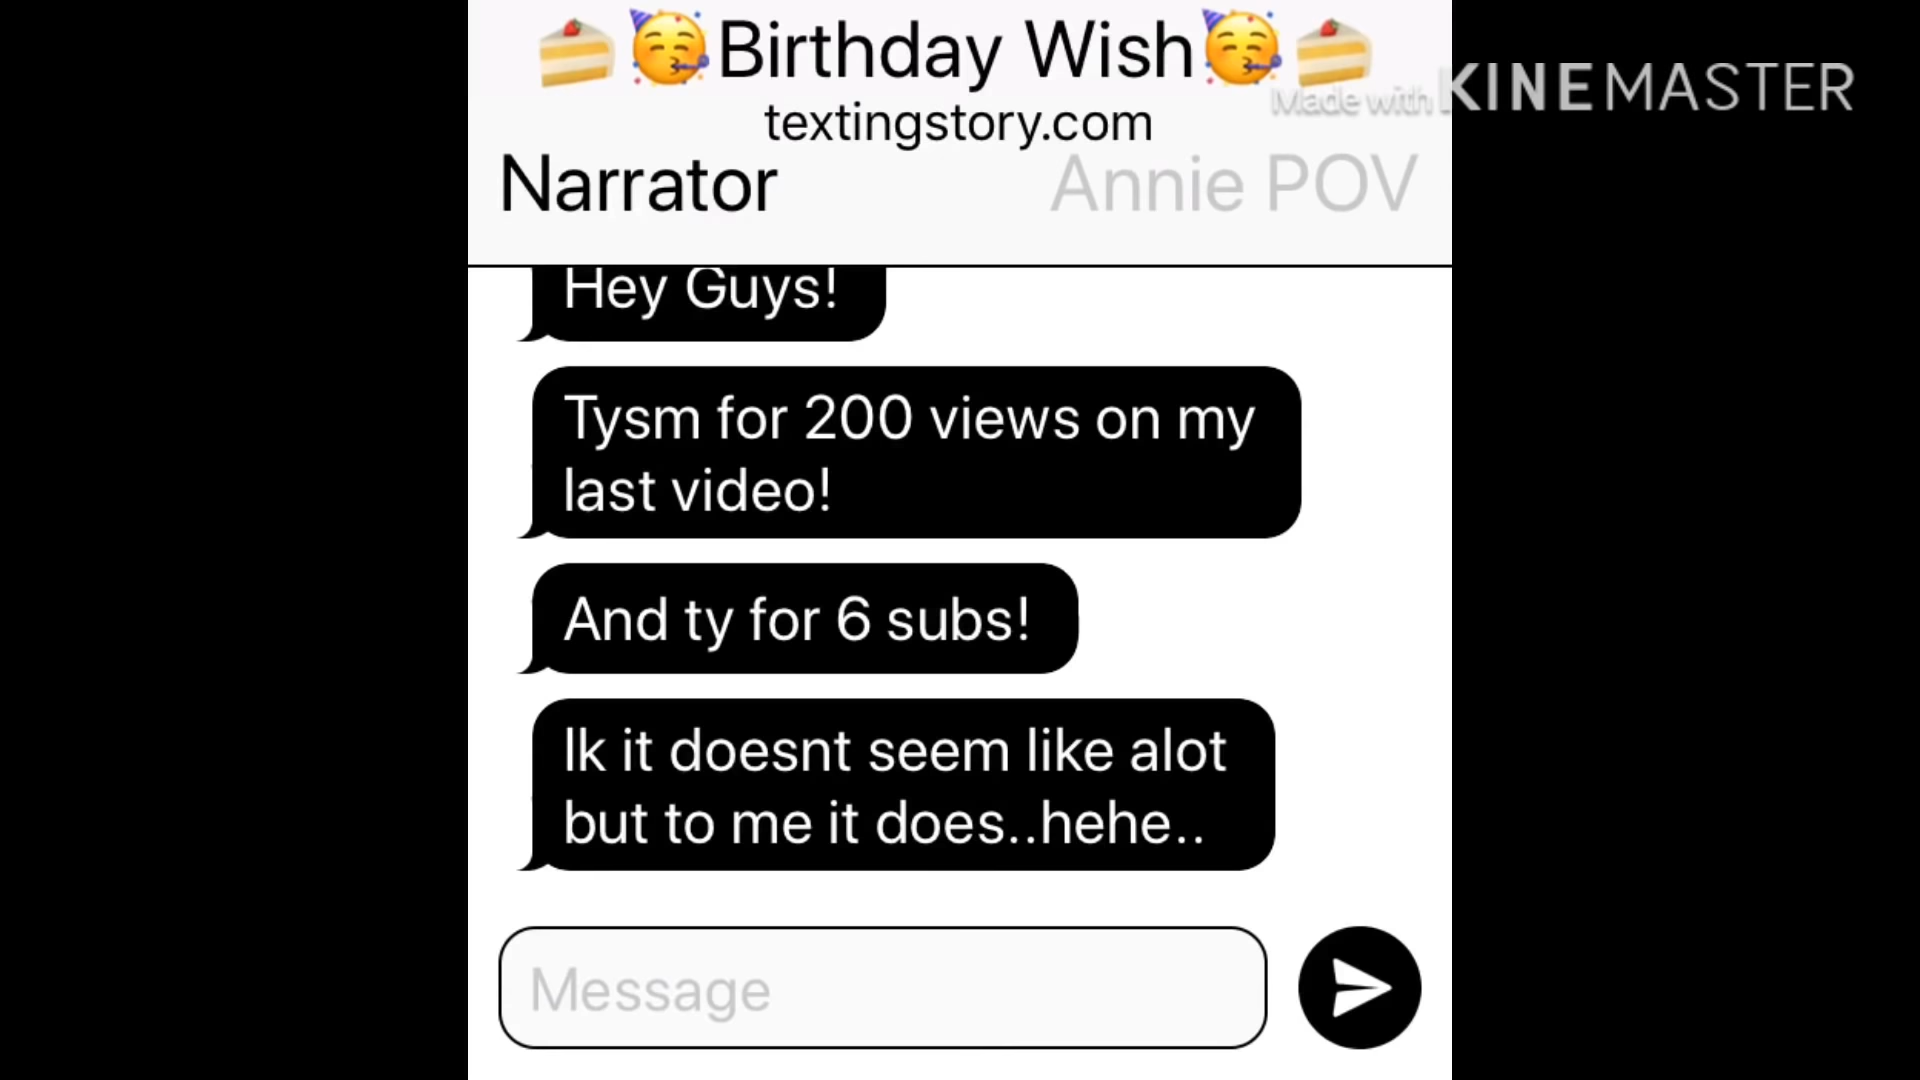 🍰🥳Birthday Wish🥳🍰
Made with KINEMASTER
textingstory.com
Narrator
Annie POV
Hey Guys!
Tysm for 200 views on my
last video!
And ty for 6 subs!
Ik it doesnt seem like alot
but to me it does..hehe..
Message